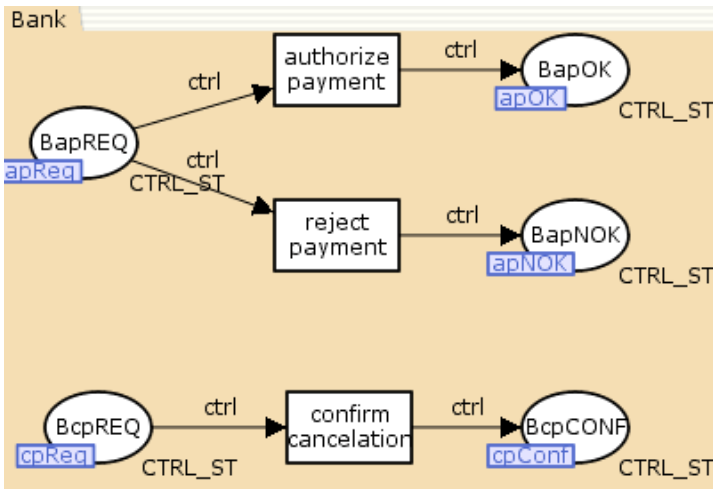 Bank
authorize
payment
ctrl
ctrl
BapOK
apOK
CTRL_ST
BapREQ
apReq
CTRL_ST
ctrl
reject
payment
ctrl
BapNOK
apNOK
CTRL_ST
BcpREQ
cpReq
CTRL_ST
ctrl
confirm
cancelation
ctrl
BcpCONF
cpConf
CTRL_ST